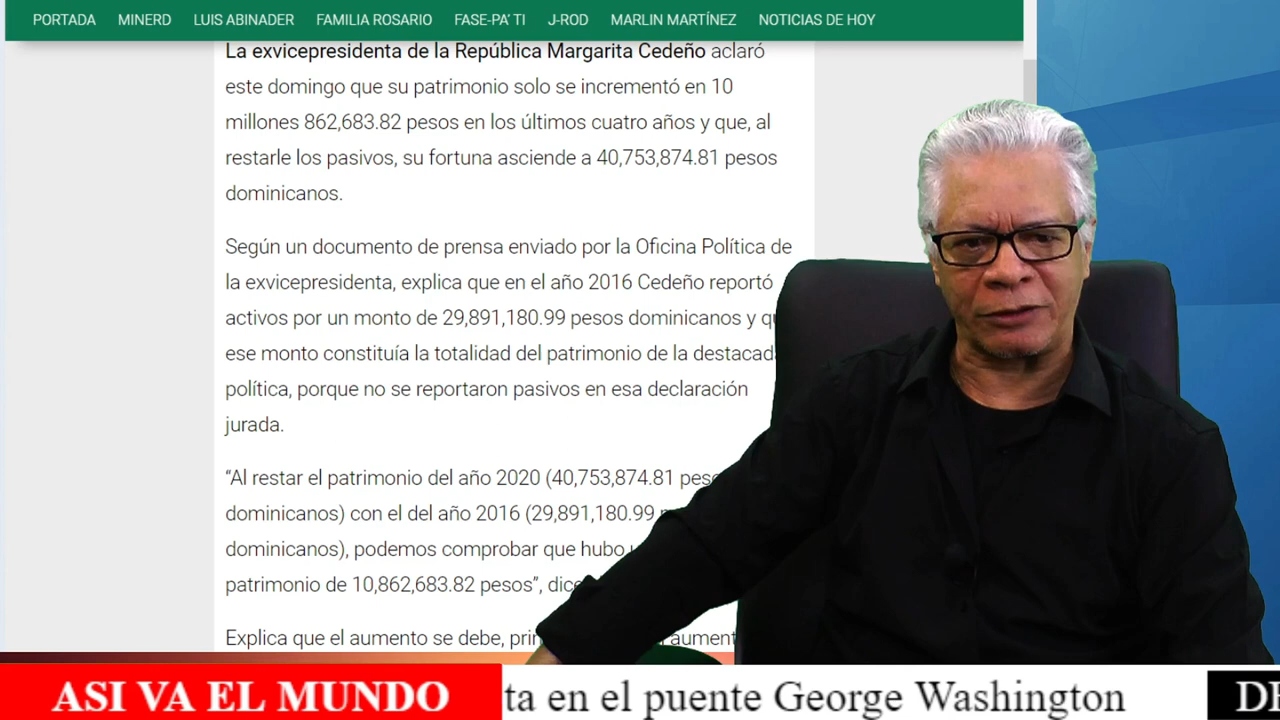 PORTADA MINERD LUIS ABINADER FAMILIA ROSARIO FASE-PA' TI J-ROD MARLIN MARTÍNEZ NOTICIAS DE HOY
La exvicepresidenta de la República Margarita Cedeño aclaró
este domingo que su patrimonio solo se incrementó en 10
millones 862,683.82 pesos en los últimos cuatro años y que, al
restarle los pasivos, su fortuna asciende a 40,753,874.81 pesos
dominicanos.
Según un documento de prensa enviado por la Oficina Política de
la exvicepresidenta, explica que en el año 2016 Cedeño reportó
activos por un monto de 29,891,180.99 pesos dominicanos y
ese monto constituía la totalidad del patrimonio de la
política, porque no se reportaron pasivos en esa declaración
jurada.
“Al restar el patrimonio del año 2020 (40,753,874.81
dominicanos) con el del año 2016 (29,891,180.99
dominicanos), podemos comprobar que hubo
patrimonio de 10,862,683.82 pesos”,
Explica que el aumento se debe,
ASI VA EL MUNDO
ta en el puente George Washington